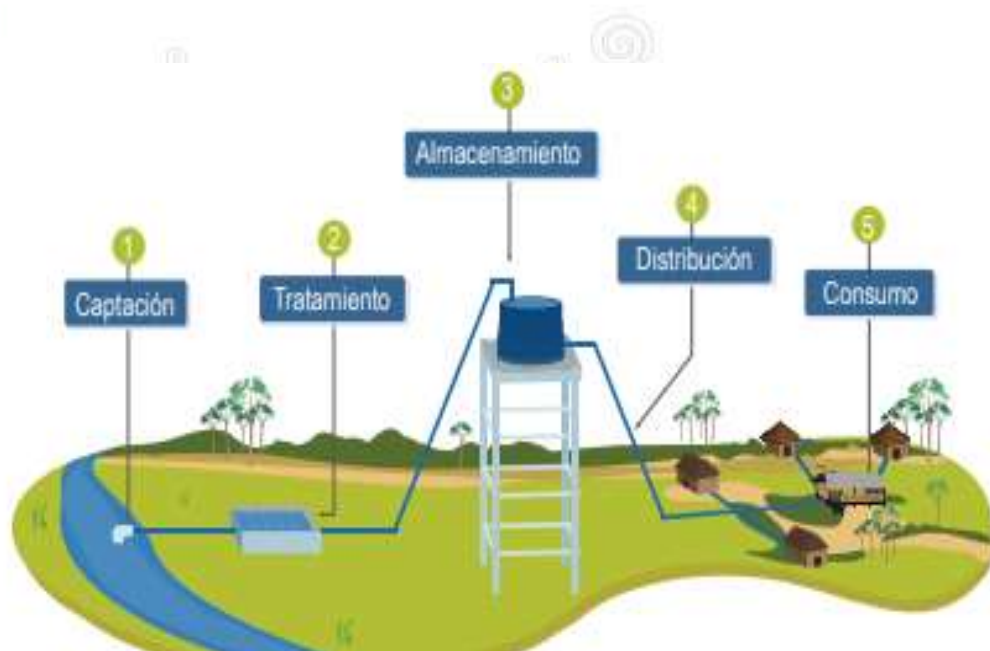 1
Captación
2
Tratamiento
3
Almacenamiento
4
Distribución
5
Consumo